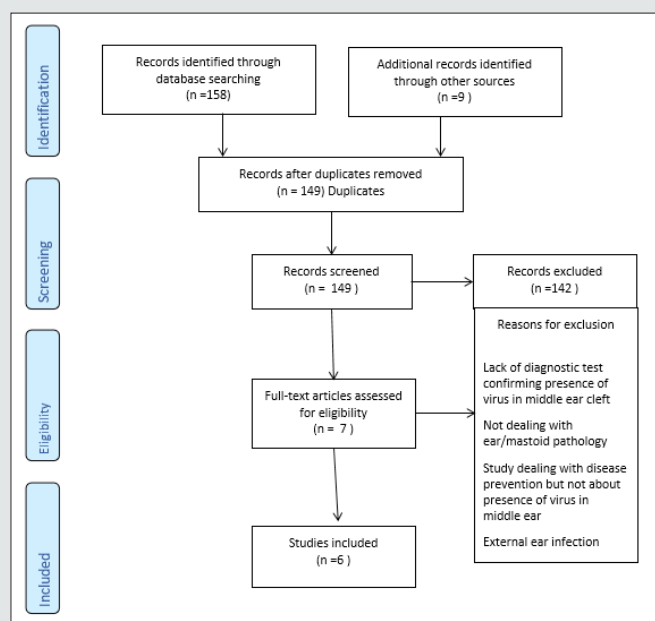 Identification
Records identified through
database searching
(n =158)
Additional records identified
through other sources
(n =9 )
Records after duplicates removed
(n = 149) Duplicates
Screening
Records screened
(n = 149 )
Records excluded
(n =142 )
Reasons for exclusion
Lack of diagnostic test
confirming presence of
virus in middle ear cleft
Not dealing with
ear/mastoid pathology
Study dealing with disease
prevention but not about
presence of virus in
middle ear
External ear infection
Eligibility
Full-text articles assessed
for eligibility
(n = 7 )
Included
Studies included
(n =6 )